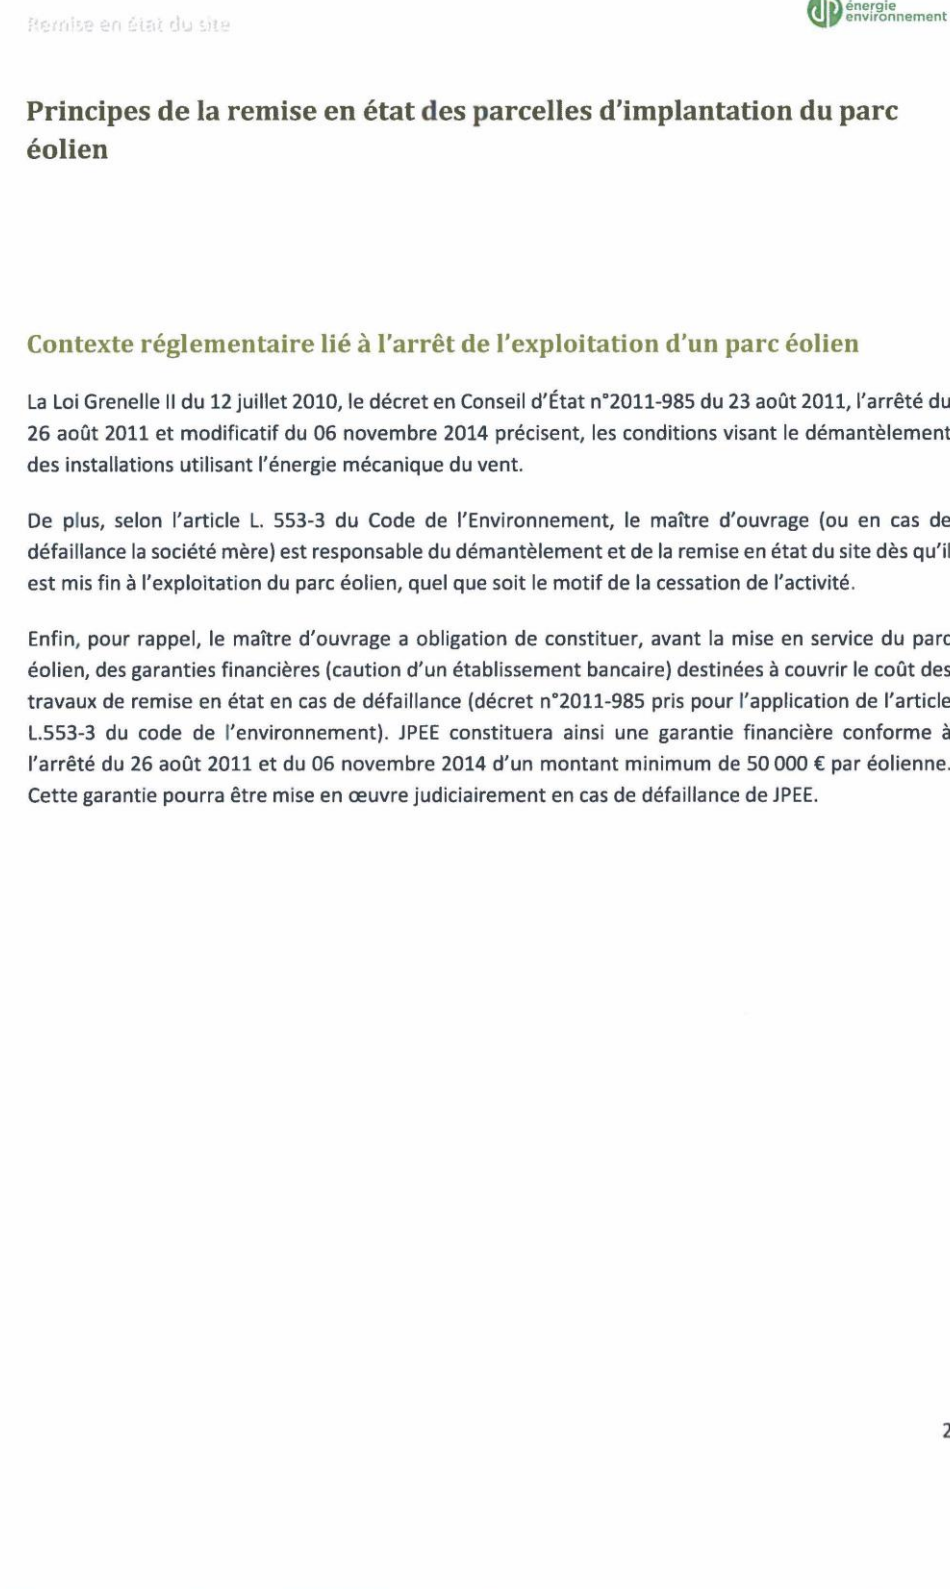 Remise en état du site
énergie
environnement
Principes de la remise en état des parcelles d'implantation du parc
éolien
Contexte réglementaire lié à l'arrêt de l'exploitation d'un parc éolien
La Loi Grenelle II du 12 juillet 2010, le décret en Conseil d'État n°2011-985 du 23 août 2011, l'arrêté du
26 août 2011 et modificatif du 06 novembre 2014 précisent, les conditions visant le démantèlement
des installations utilisant l'énergie mécanique du vent.
De plus, selon l'article L. 553-3 du Code de l'Environnement, le maître d'ouvrage (ou en cas de
défaillance la société mère) est responsable du démantèlement et de la remise en état du site dès qu'il
est mis fin à l'exploitation du parc éolien, quel que soit le motif de la cessation de l'activité.
Enfin, pour rappel, le maître d'ouvrage a obligation de constituer, avant la mise en service du parc
éolien, des garanties financières (caution d'un établissement bancaire) destinées à couvrir le coût des
travaux de remise en état en cas de défaillance (décret n°2011-985 pris pour l'application de l'article
L.553-3 du code de l'environnement). JPEE constituera ainsi une garantie financière conforme à
l'arrêté du 26 août 2011 et du 06 novembre 2014 d'un montant minimum de 50 000 € par éolienne.
Cette garantie pourra être mise en œuvre judiciairement en cas de défaillance de JPEE.
2